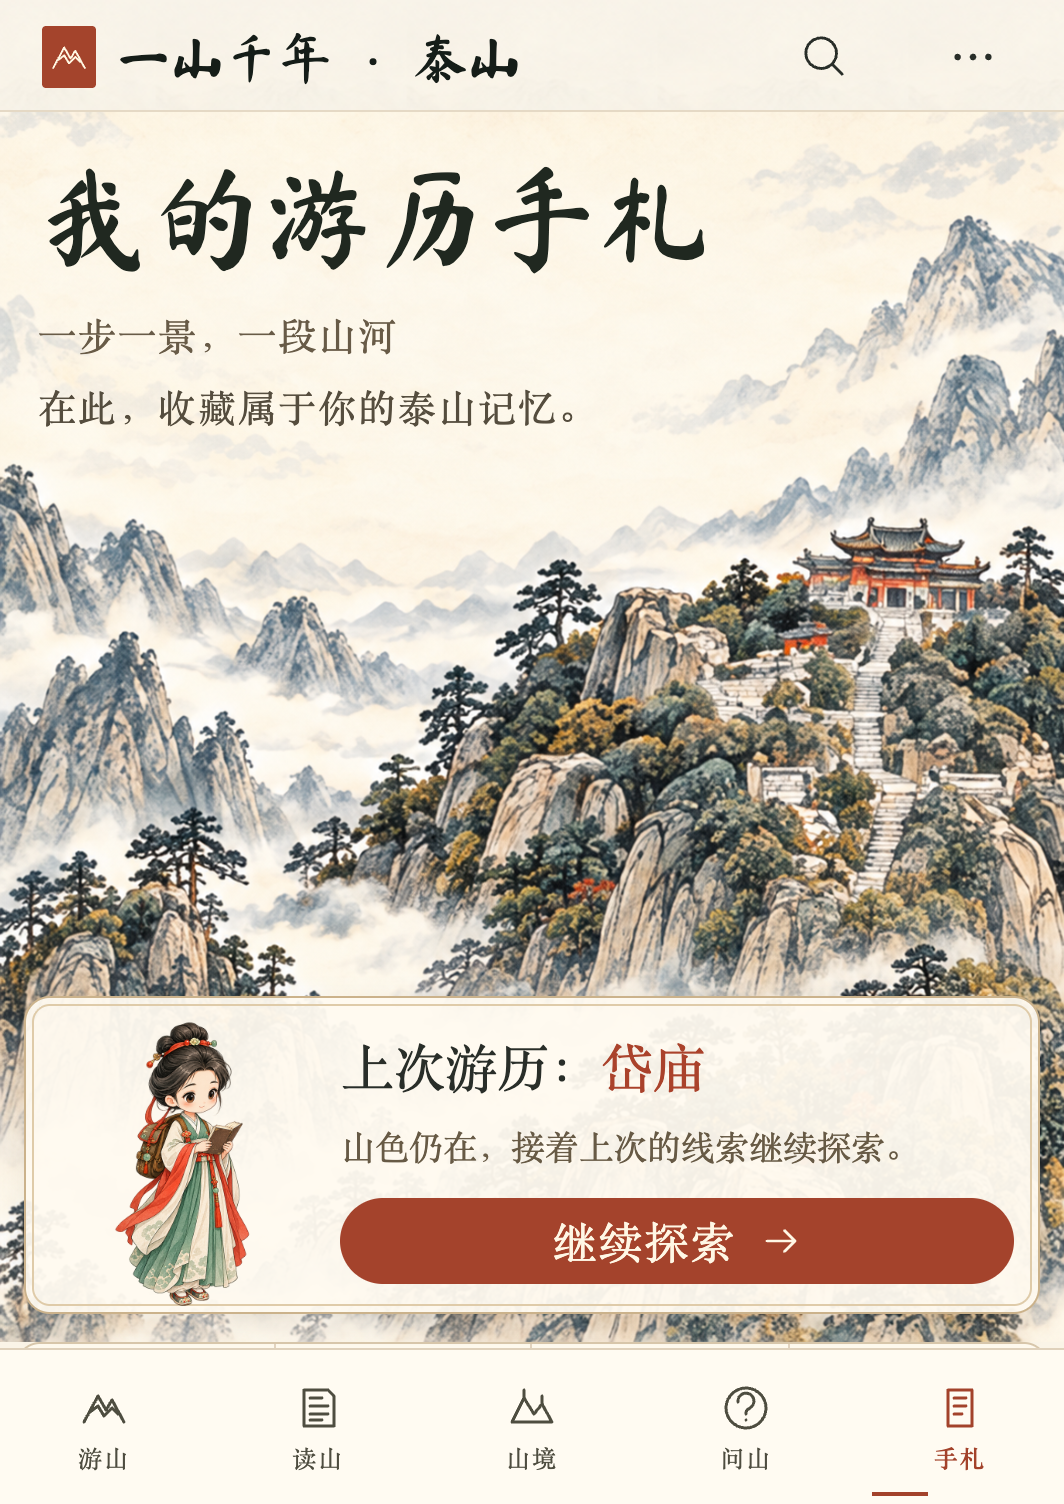 一山千年 · 泰山
我的游历手札
一步一景，一段山河
在此，收藏属于你的泰山记忆。
上次游历：岱庙
山色仍在，接着上次的线索继续探索。
继续探索 →
游山
读山
山境
问山
手札